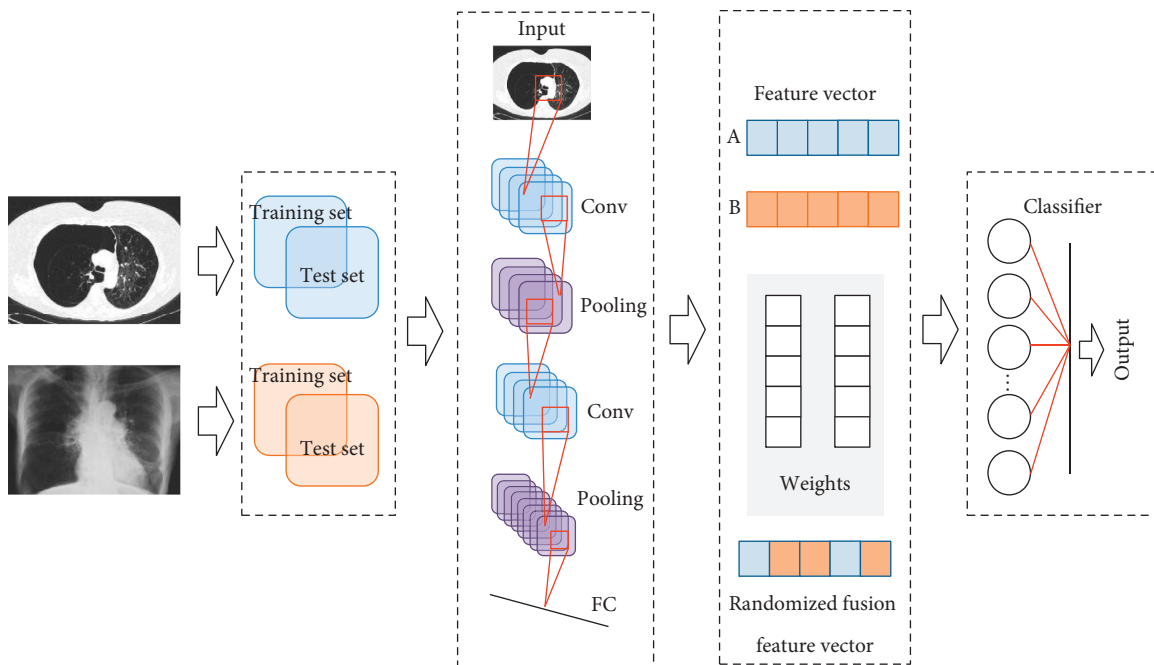 Training set
Test set
Training set
Test set
Input
Conv
Pooling
Conv
Pooling
FC
Feature vector
A
B
Weights
Randomized fusion
feature vector
Classifier
Output